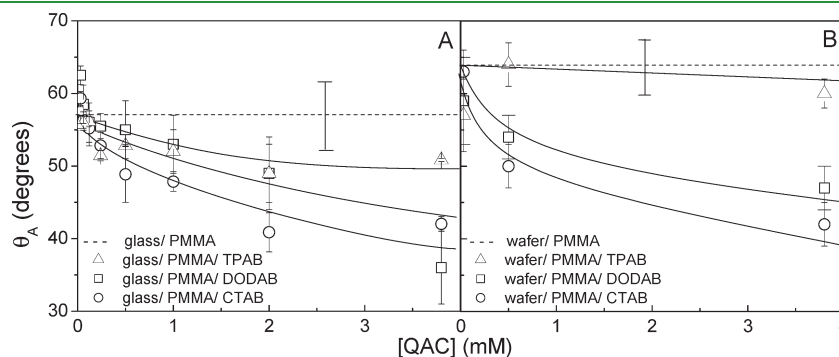 70
60
50
40
30
θA (degrees)
A
glass/ PMMA
glass/ PMMA/ TPAB
glass/ PMMA/ DODAB
glass/ PMMA/ CTAB
0 1 2 3
B
wafer/ PMMA
wafer/ PMMA/ TPAB
wafer/ PMMA/ DODAB
wafer/ PMMA/ CTAB
0 1 2 3
[QAC] (mM)